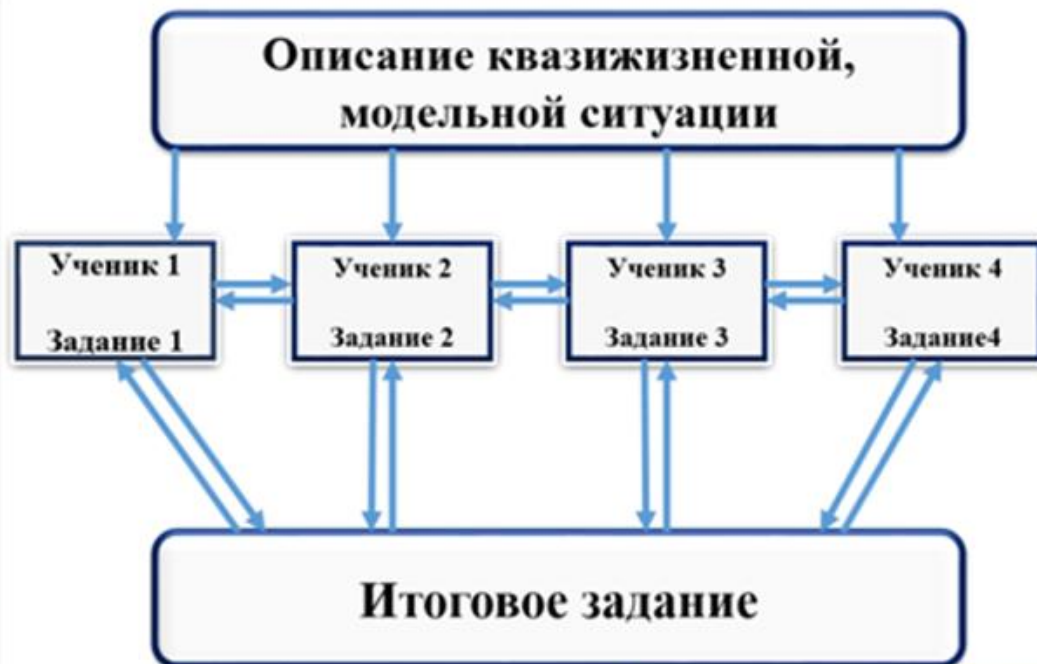 Описание квазижизненной,
модельной ситуации
Ученик 1
Задание 1
Ученик 2
Задание 2
Ученик 3
Задание 3
Ученик 4
Задание4
Итоговое задание